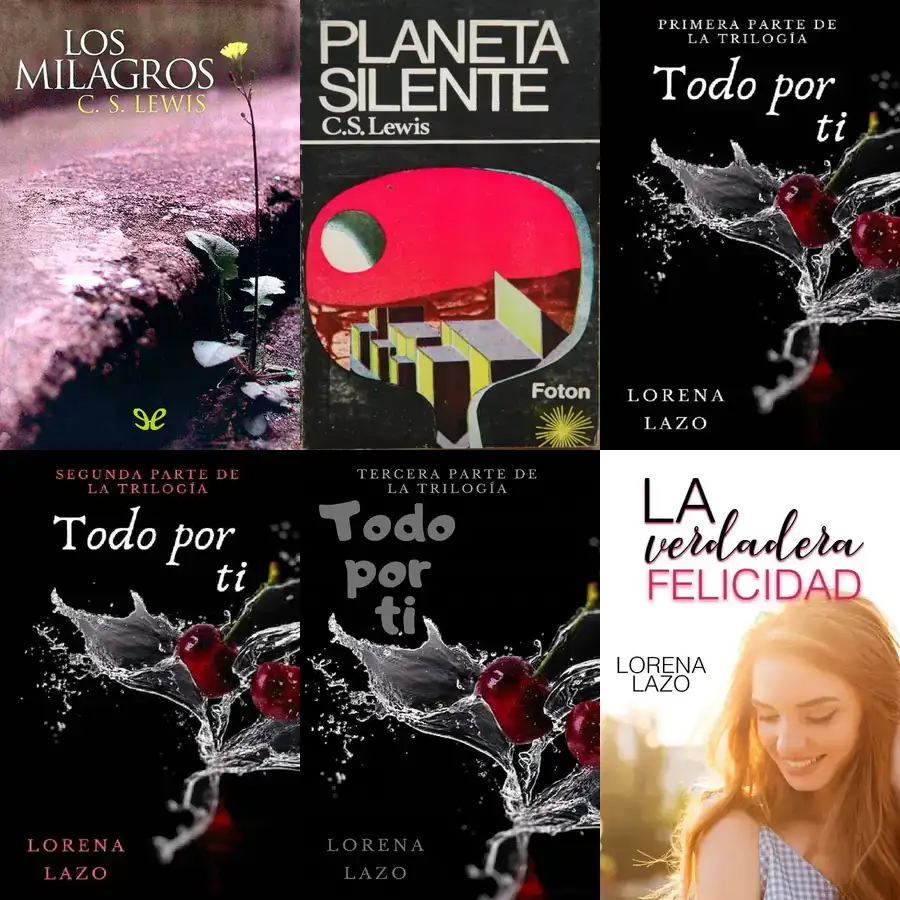 LOS
MILAGROS
C. S. LEWIS
PLANETA
SILENTE
C.S. Lewis
Foton
PRIMERA PARTE DE
LA TRILOGÍA
Todo por
ti
LORENA
LAZO
SEGUNDA PARTE DE
LA TRILOGÍA
Todo por
ti
LORENA
LAZO
TERCERA PARTE DE
LA TRILOGÍA
Todo
por
ti
LORENA
LAZO
LA
verdadera
FELICIDAD
LORENA
LAZO